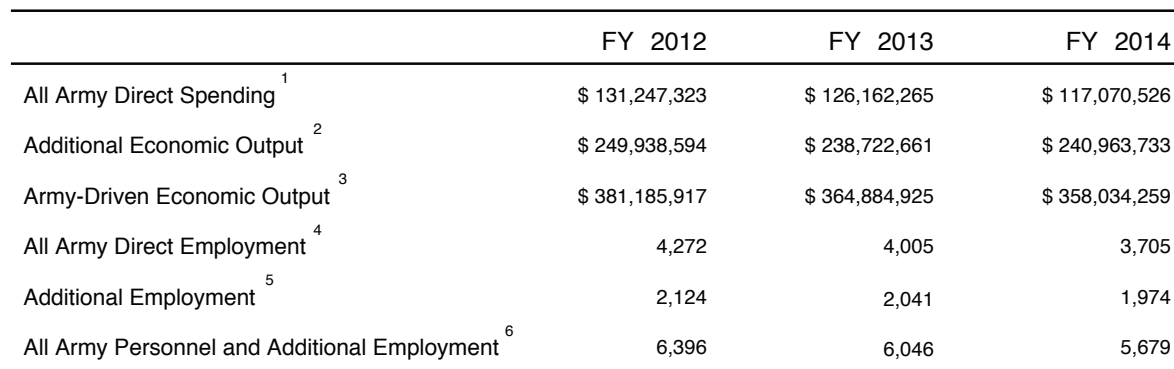 FY 2012 FY 2013 FY 2014
All Army Direct Spending 1 $ 131,247,323 $ 126,162,265 $ 117,070,526
Additional Economic Output 2 $ 249,938,594 $ 238,722,661 $ 240,963,733
Army-Driven Economic Output 3 $ 381,185,917 $ 364,884,925 $ 358,034,259
All Army Direct Employment 4 4,272 4,005 3,705
Additional Employment 5 2,124 2,041 1,974
All Army Personnel and Additional Employment 6 6,396 6,046 5,679